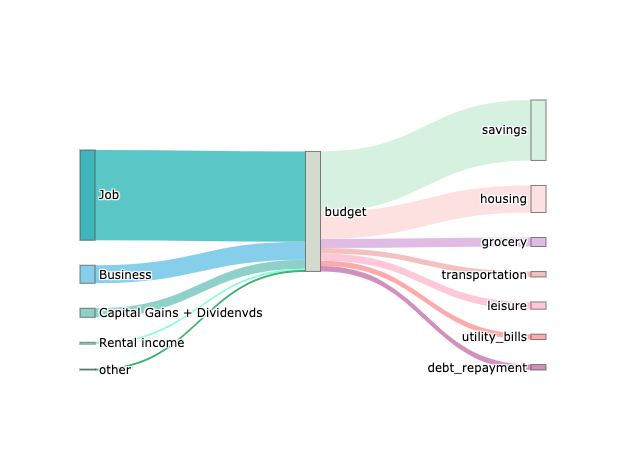 Job
Business
Capital Gains + Dividenvds
Rental income
other
budget
savings
housing
grocery
transportation
leisure
utility_bills
debt_repayment